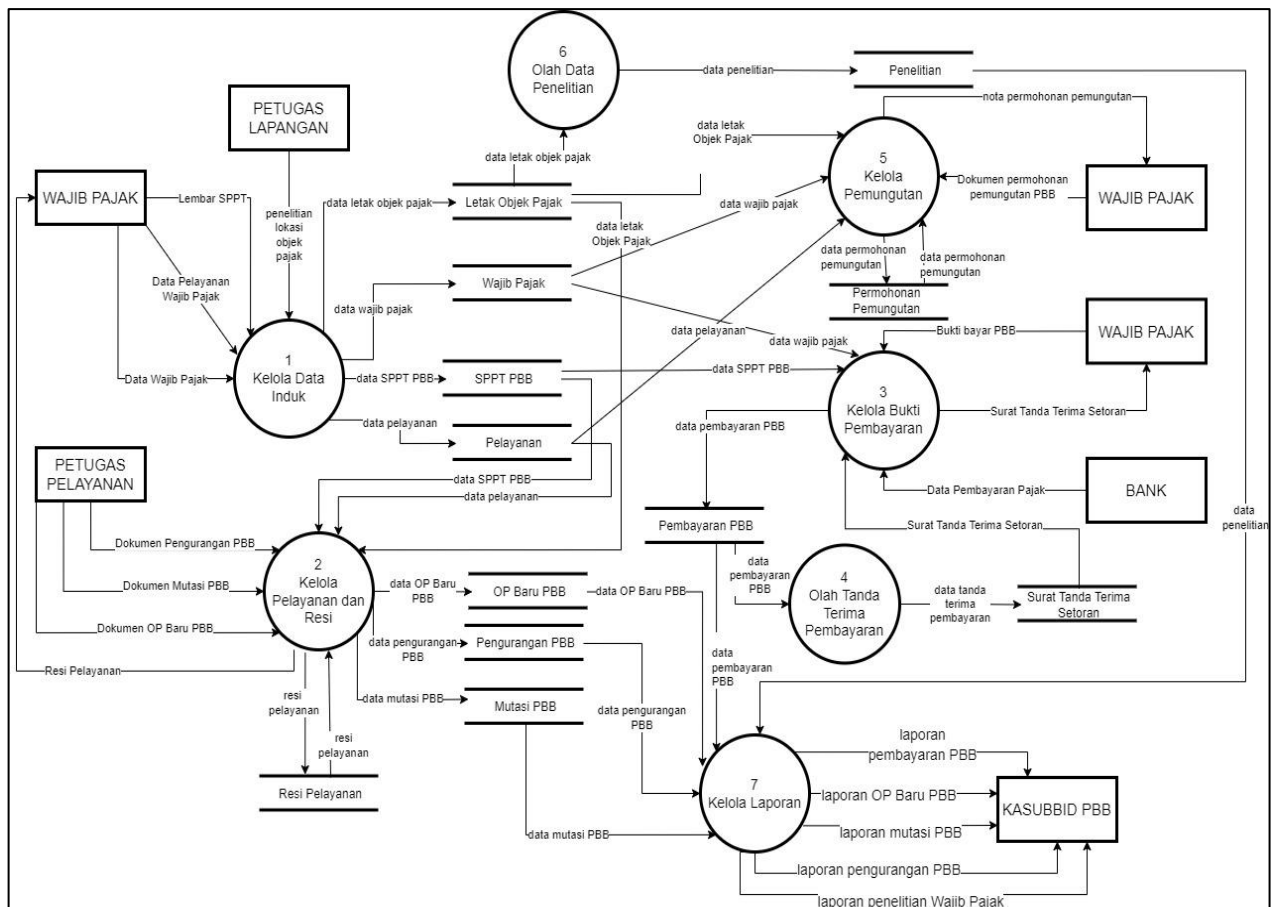 6
Olah Data
Penelitian
data penelitian
Penelitian
PETUGAS
LAPANGAN
data letak
Objek Pajak
nota permohonan pemungutan
data letak objek pajak
5
Kelola
Pemungutan
Dokumen permohonan
pemungutan PBB
WAJIB PAJAK
WAJIB PAJAK
Lembar SPPT
penelitian
lokasi
objek
pajak
data letak objek pajak
Letak Objek Pajak
data wajib pajak
data letak
Objek Pajak
data permohonan
pemungutan
data permohonan
pemungutan
Data Pelayanan
Wajib Pajak
Wajib Pajak
Permohonan
Pemungutan
data wajib pajak
data pelayanan
data wajib pajak
Bukti bayar PBB
WAJIB PAJAK
1
Kelola Data
Induk
Data Wajib Pajak
data SPPT PBB
SPPT PBB
data SPPT PBB
3
Kelola Bukti
Pembayaran
Surat Tanda Terima Setoran
data pelayanan
Pelayanan
data pembayaran PBB
PETUGAS
PELAYANAN
data SPPT PBB
data pelayanan
Data Pembayaran Pajak
BANK
data
penelitian
Pembayaran PBB
Surat Tanda Terima Setoran
Dokumen Pengurangan PBB
2
Kelola
Pelayanan dan
Resi
Dokumen Mutasi PBB
data OP Baru
PBB
OP Baru PBB
data OP Baru PBB
data
pembayaran
PBB
4
Olah Tanda
Terima
Pembayaran
data tanda
terima
pembayaran
Surat Tanda Terima
Setoran
Dokumen OP Baru PBB
data pengurangan
PBB
Pengurangan PBB
Resi Pelayanan
data
pembayaran
PBB
resi
pelayanan
data mutasi PBB
Mutasi PBB
data pengurangan
PBB
resi
pelayanan
Resi Pelayanan
laporan
pembayaran PBB
7
Kelola Laporan
laporan OP Baru PBB
KASUBBID PBB
data mutasi PBB
laporan mutasi PBB
laporan pengurangan PBB
laporan penelitian Wajib Pajak